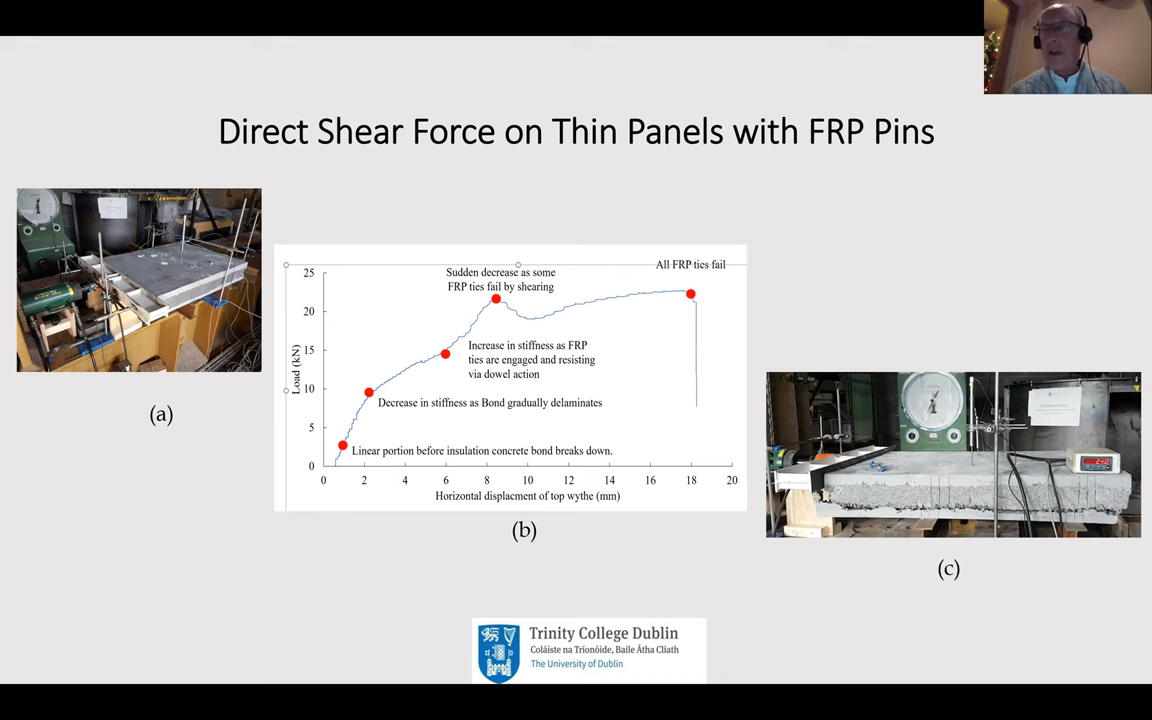 Direct Shear Force on Thin Panels with FRP Pins
(a)
25
20
15
10
5
0
Load (kN)
0 2 4 6 8 10 12 14 16 18 20
Horizontal displacment of top wythe (mm)
Sudden decrease as some
FRP ties fail by shearing
All FRP ties fail
Increase in stiffness as FRP
ties are engaged and resisting
via dowel action
Decrease in stiffness as Bond gradually delaminates
Linear portion before insulation concrete bond breaks down.
(b)
(c)
Trinity College Dublin
Coláiste na Tríonóide, Baile Átha Cliath
The University of Dublin